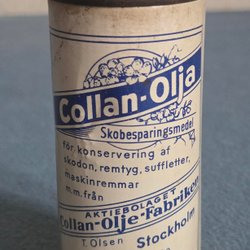 Collan-Olja
Skobesparingsmedel
för konservering af
skodon, remtyg, suffletter,
maskinremmar
m.m. från
AKTIEBOLAGET
Collan-Olje-Fabriken
T. Olsen Stockholm